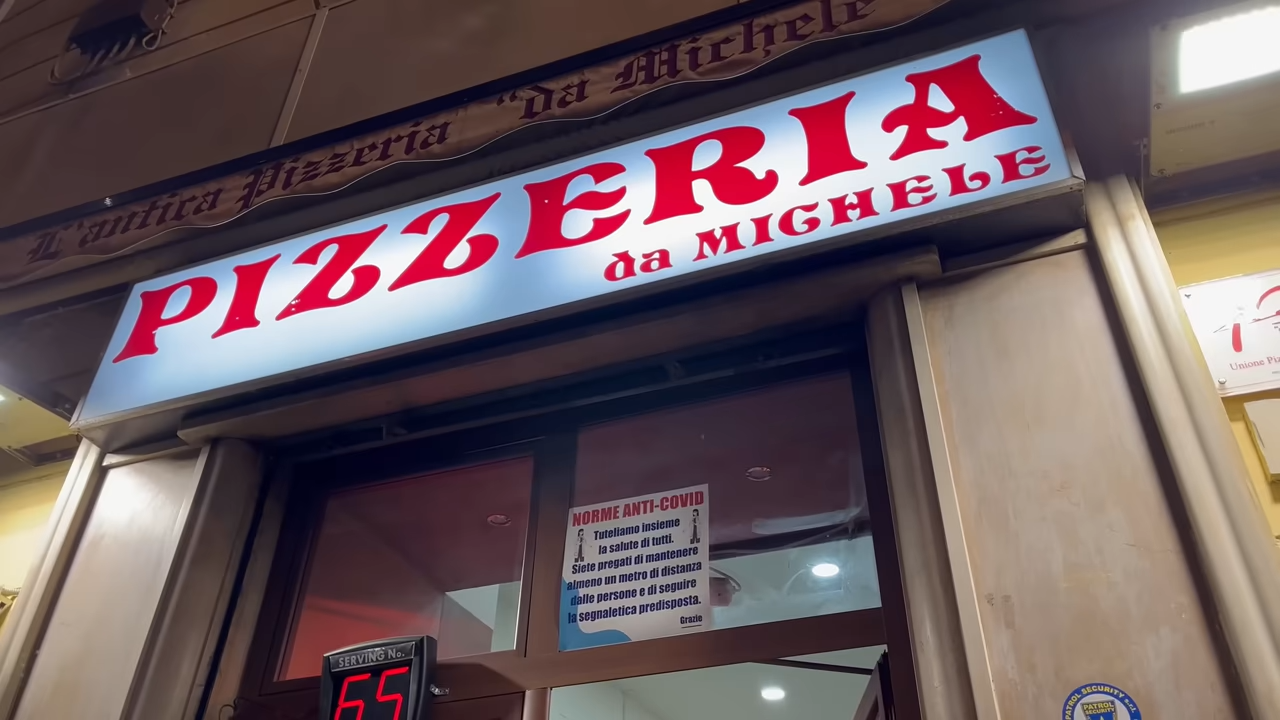 L'antica Pizzeria "da Michele
PIZZERIA
da MICHELE
Unione
NORME ANTI-COVID
Tuteliamo insieme
la salute di tutti.
Siete pregati di mantenere
almeno un metro di distanza
dalle persone e di seguire
la segnaletica predisposta.
Grazie
SERVING No.
65
PATROL SECURITY s.r.l.
PATROL
SECURITY